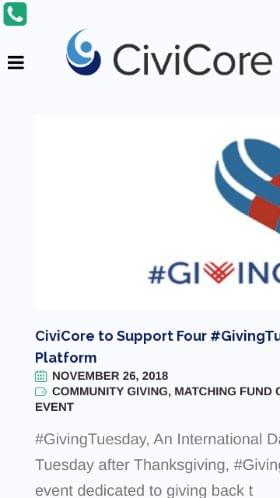 CiviCore
#GIVING
CiviCore to Support Four #GivingTu
Platform
NOVEMBER 26, 2018
COMMUNITY GIVING, MATCHING FUND
EVENT
#GivingTuesday, An International Da
Tuesday after Thanksgiving, #Giving
event dedicated to giving back t